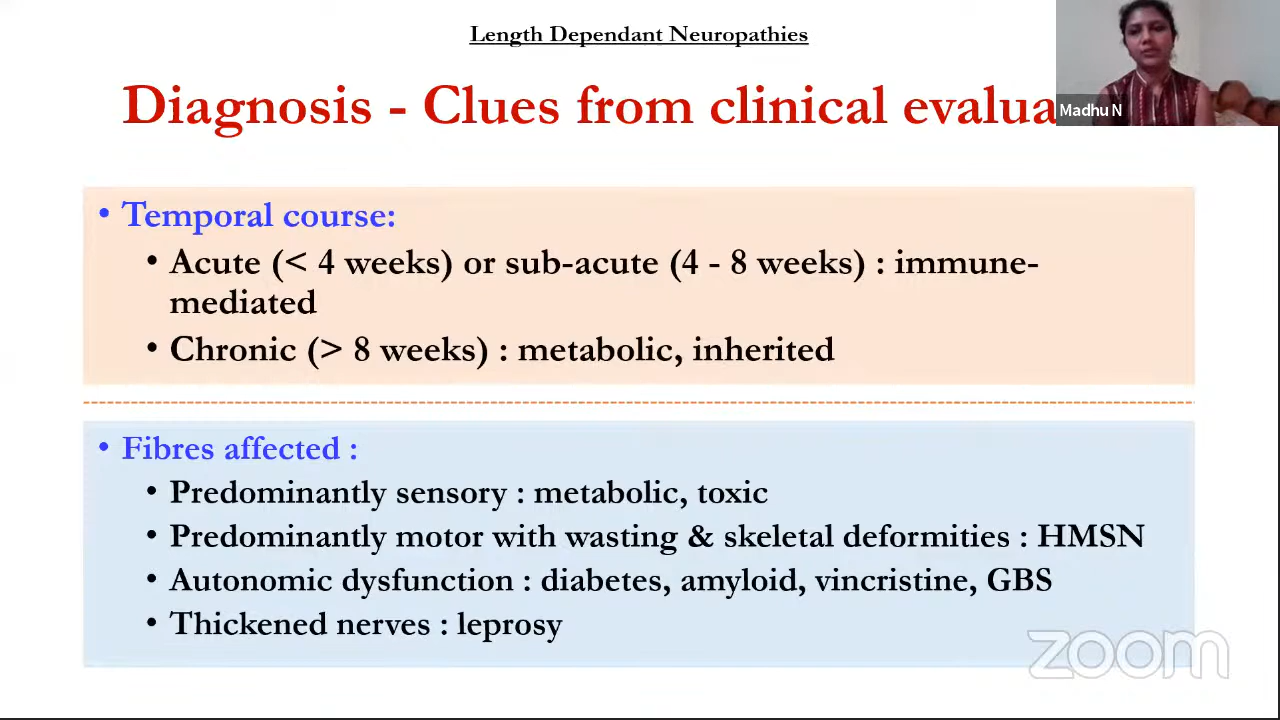 Length Dependant Neuropathies
Diagnosis - Clues from clinical evalua
Madhu N
• Temporal course:
• Acute (< 4 weeks) or sub-acute (4 - 8 weeks) : immune-
mediated
• Chronic (> 8 weeks) : metabolic, inherited
• Fibres affected :
• Predominantly sensory : metabolic, toxic
• Predominantly motor with wasting & skeletal deformities : HMSN
• Autonomic dysfunction : diabetes, amyloid, vincristine, GBS
• Thickened nerves : leprosy
zoom